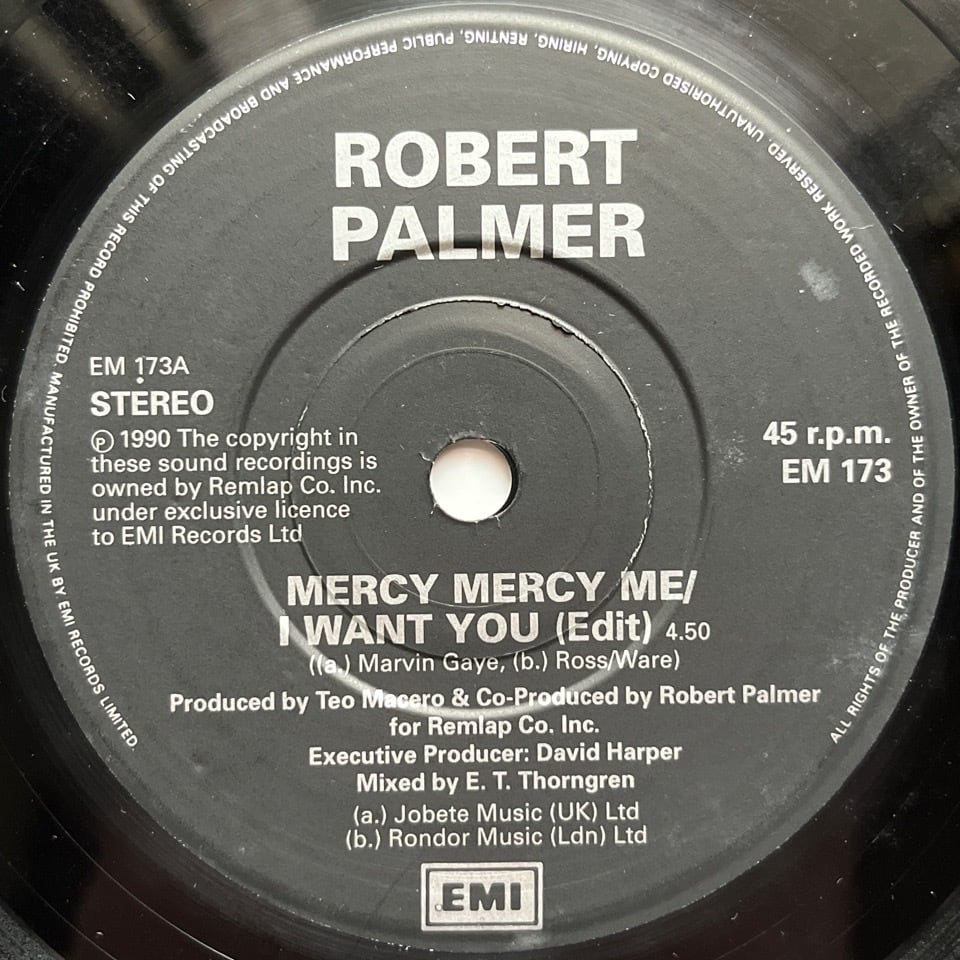 ROBERT
PALMER
EM 173A
STEREO
℗ 1990 The copyright in
these sound recordings is
owned by Remlap Co. Inc.
under exclusive licence
to EMI Records Ltd
45 r.p.m.
EM 173
MERCY MERCY ME/
I WANT YOU (Edit) 4.50
((a.) Marvin Gaye, (b.) Ross/Ware)
Produced by Teo Macero & Co-Produced by Robert Palmer
for Remlap Co. Inc.
Executive Producer: David Harper
Mixed by E. T. Thorngren
(a.) Jobete Music (UK) Ltd
(b.) Rondor Music (Ldn) Ltd
EMI
ALL RIGHTS OF THE PRODUCER AND OF THE OWNER OF THE RECORDED WORK RESERVED. UNAUTHORISED COPYING, HIRING, RENTING, PUBLIC PERFORMANCE AND BROADCASTING OF THIS RECORD PROHIBITED. MANUFACTURED IN THE UK BY EMI RECORDS LIMITED.